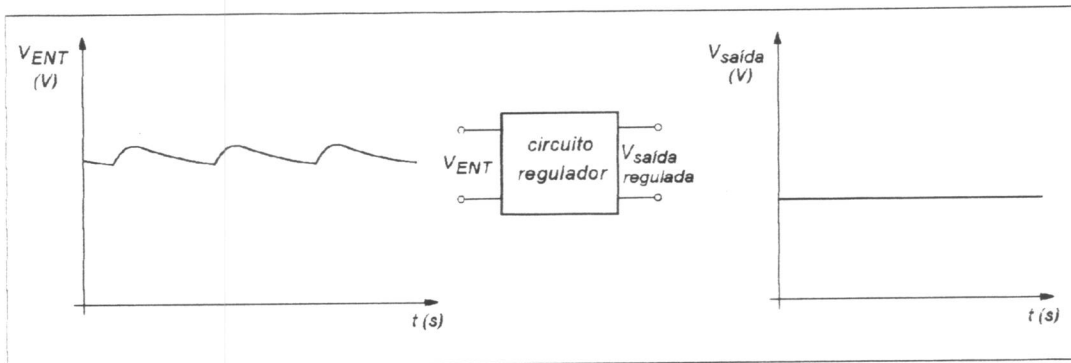 V_ENT
(V)
t (s)
V_ENT
circuito
regulador
V_saída
regulada
V_saída
(V)
t (s)